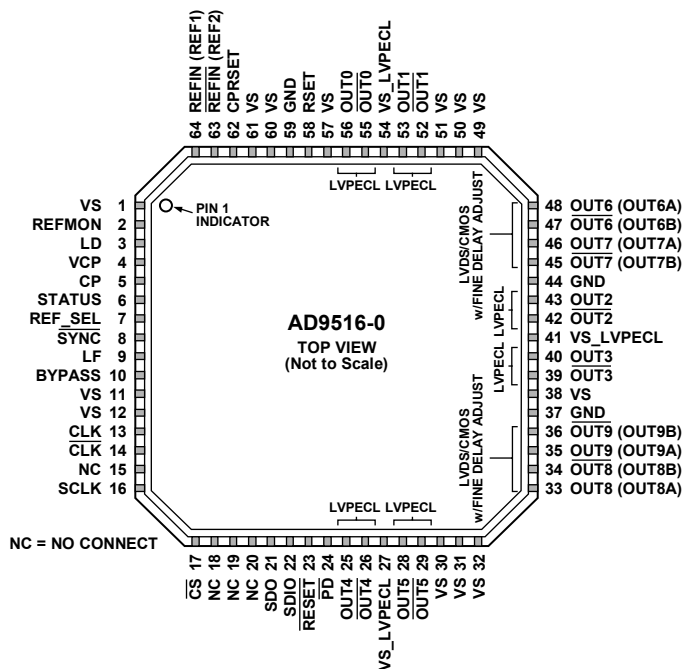 64 REFIN (REF1)
63 REFIN (REF2)
62 CPRSET
61 VS
60 VS
59 GND
58 RSET
57 VS
56 OUT0
55 OUT0
54 VS_LVPECL
53 OUT1
52 OUT1
51 VS
50 VS
49 VS
LVPECL
LVPECL
VS 1
REFMON 2
LD 3
VCP 4
CP 5
STATUS 6
REF_SEL 7
SYNC 8
LF 9
BYPASS 10
VS 11
VS 12
CLK 13
CLK 14
NC 15
SCLK 16
PIN 1
INDICATOR
AD9516-0
TOP VIEW
(Not to Scale)
LVDS/CMOS
w/FINE DELAY ADJUST
LVPECL
LVPECL
LVDS/CMOS
w/FINE DELAY ADJUST
48 OUT6 (OUT6A)
47 OUT6 (OUT6B)
46 OUT7 (OUT7A)
45 OUT7 (OUT7B)
44 GND
43 OUT2
42 OUT2
41 VS_LVPECL
40 OUT3
39 OUT3
38 VS
37 GND
36 OUT9 (OUT9B)
35 OUT9 (OUT9A)
34 OUT8 (OUT8B)
33 OUT8 (OUT8A)
LVPECL
LVPECL
NC = NO CONNECT
CS 17
NC 18
NC 19
NC 20
SDO 21
SDIO 22
RESET 23
PD 24
OUT4 25
OUT4 26
VS_LVPECL 27
OUT5 28
OUT5 29
VS 30
VS 31
VS 32